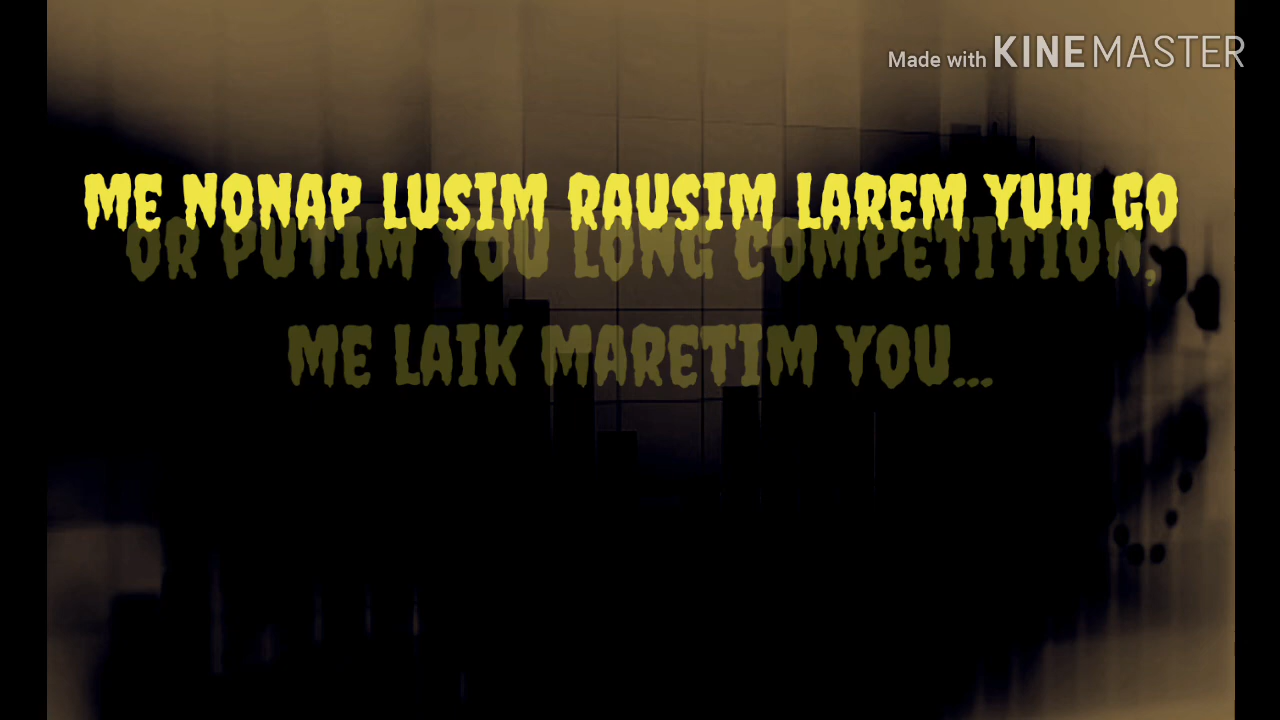 Made with KINEMASTER
ME NONAP LUSIM RAUSIM LAREM YUH GO
OR PUTIM YOU LONG COMPETITION,
ME LAIK MARETIM YOU...